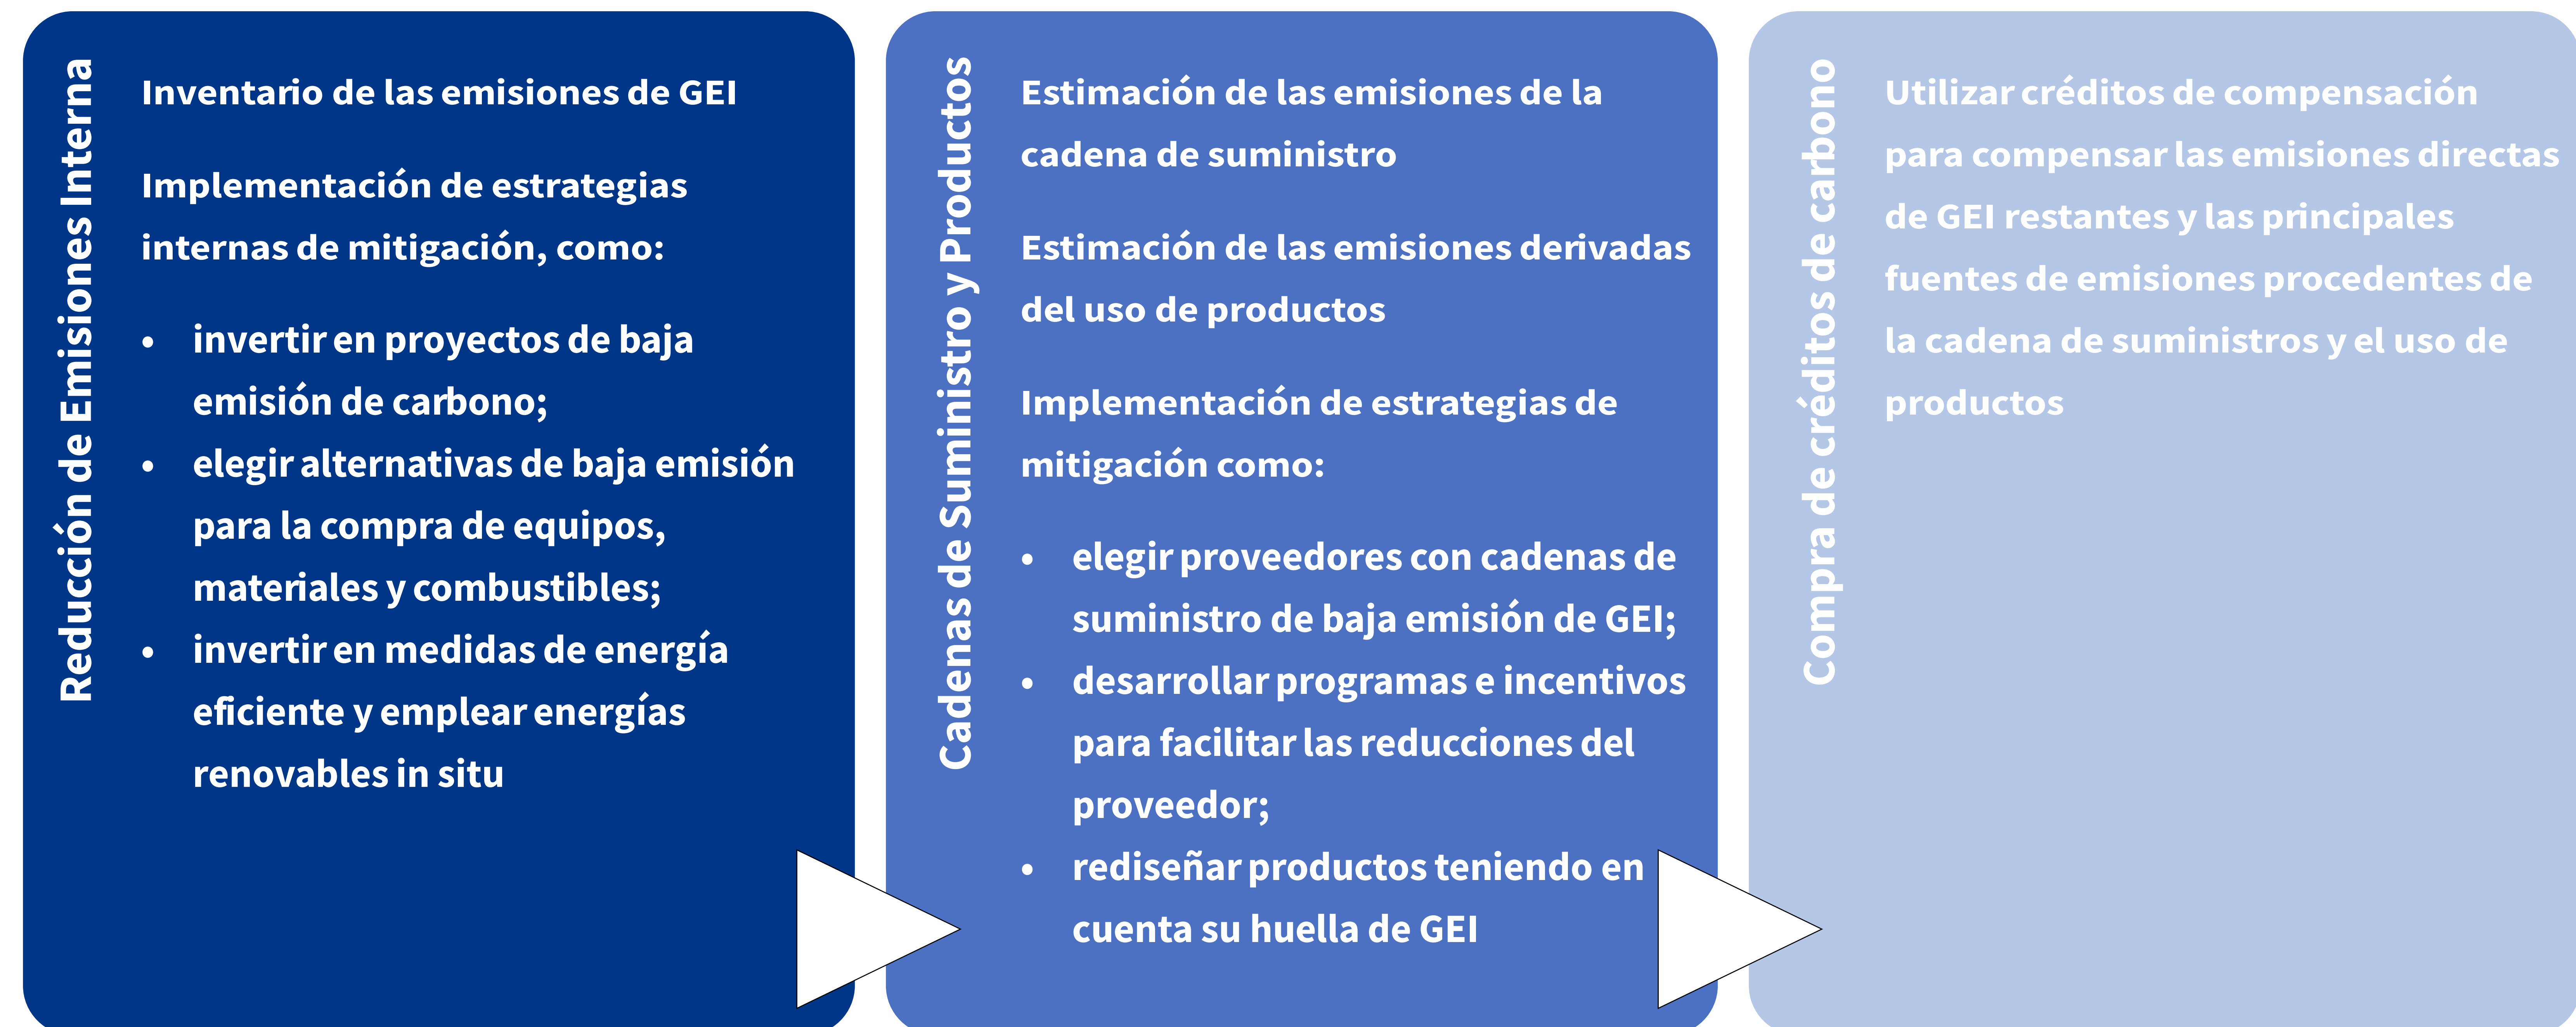 Reducción de Emisiones Interna
Inventario de las emisiones de GEI
Implementación de estrategias
internas de mitigación, como:
• invertir en proyectos de baja
emisión de carbono;
• elegir alternativas de baja emisión
para la compra de equipos,
materiales y combustibles;
• invertir en medidas de energía
eficiente y emplear energías
renovables in situ
Cadenas de Suministro y Productos
Estimación de las emisiones de la
cadena de suministro
Estimación de las emisiones derivadas
del uso de productos
Implementación de estrategias de
mitigación como:
• elegir proveedores con cadenas de
suministro de baja emisión de GEI;
• desarrollar programas e incentivos
para facilitar las reducciones del
proveedor;
• rediseñar productos teniendo en
cuenta su huella de GEI
Compra de créditos de carbono
Utilizar créditos de compensación
para compensar las emisiones directas
de GEI restantes y las principales
fuentes de emisiones procedentes de
la cadena de suministros y el uso de
productos